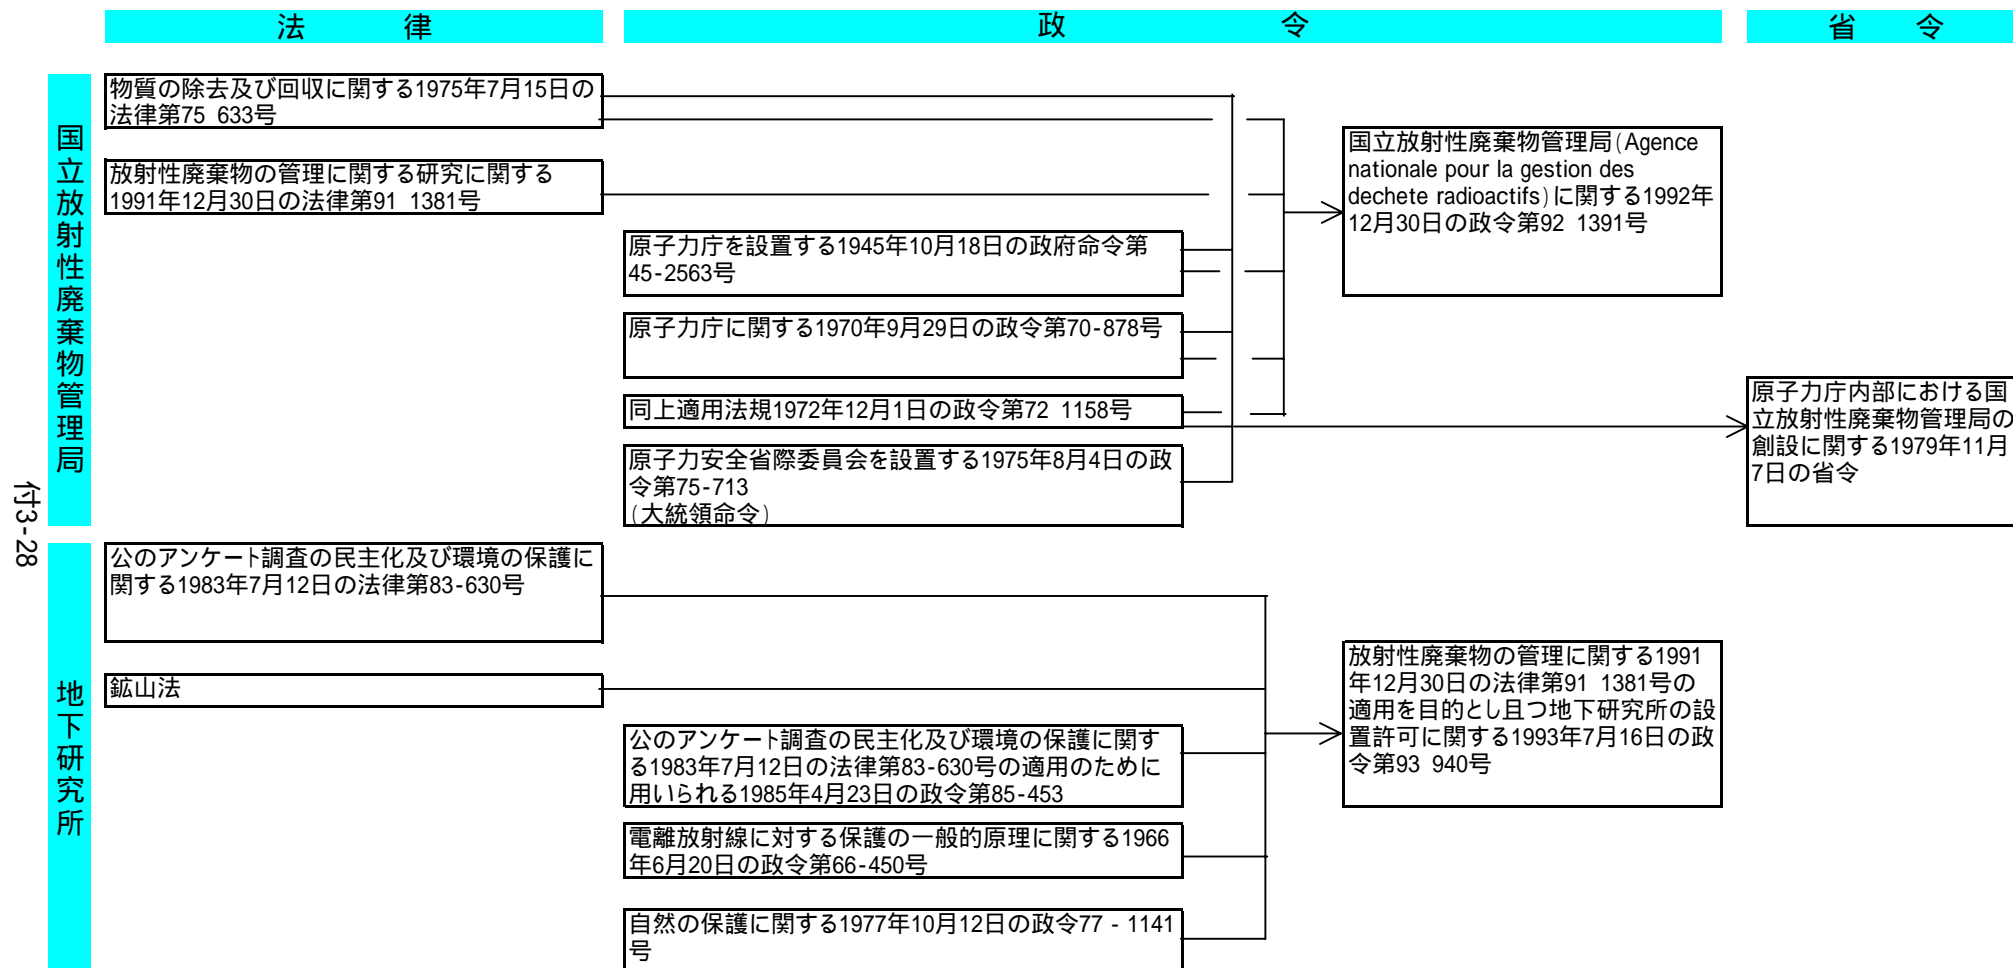 法 律
政 令
省 令
国立放射性廃棄物管理局
物質の除去及び回収に関する1975年7月15日の
法律第75 633号
放射性廃棄物の管理に関する研究に関する
1991年12月30日の法律第91 1381号
原子力庁を設置する1945年10月18日の政府命令第
45-2563号
原子力庁に関する1970年9月29日の政令第70-878号
同上適用法規1972年12月1日の政令第72 1158号
原子力安全省際委員会を設置する1975年8月4日の政
令第75-713
(大統領命令)
国立放射性廃棄物管理局(Agence
nationale pour la gestion des
dechete radioactifs)に関する1992年
12月30日の政令第92 1391号
原子力庁内部における国
立放射性廃棄物管理局の
創設に関する1979年11月
7日の省令
地下研究所
公のアンケート調査の民主化及び環境の保護に
関する1983年7月12日の法律第83-630号
鉱山法
公のアンケート調査の民主化及び環境の保護に関す
る1983年7月12日の法律第83-630号の適用のために
用いられる1985年4月23日の政令第85-453
電離放射線に対する保護の一般的原理に関する1966
年6月20日の政令第66-450号
自然の保護に関する1977年10月12日の政令77 - 1141
号
放射性廃棄物の管理に関する1991
年12月30日の法律第91 1381号の
適用を目的とし且つ地下研究所の設
置許可に関する1993年7月16日の政
令第93 940号
付3-28